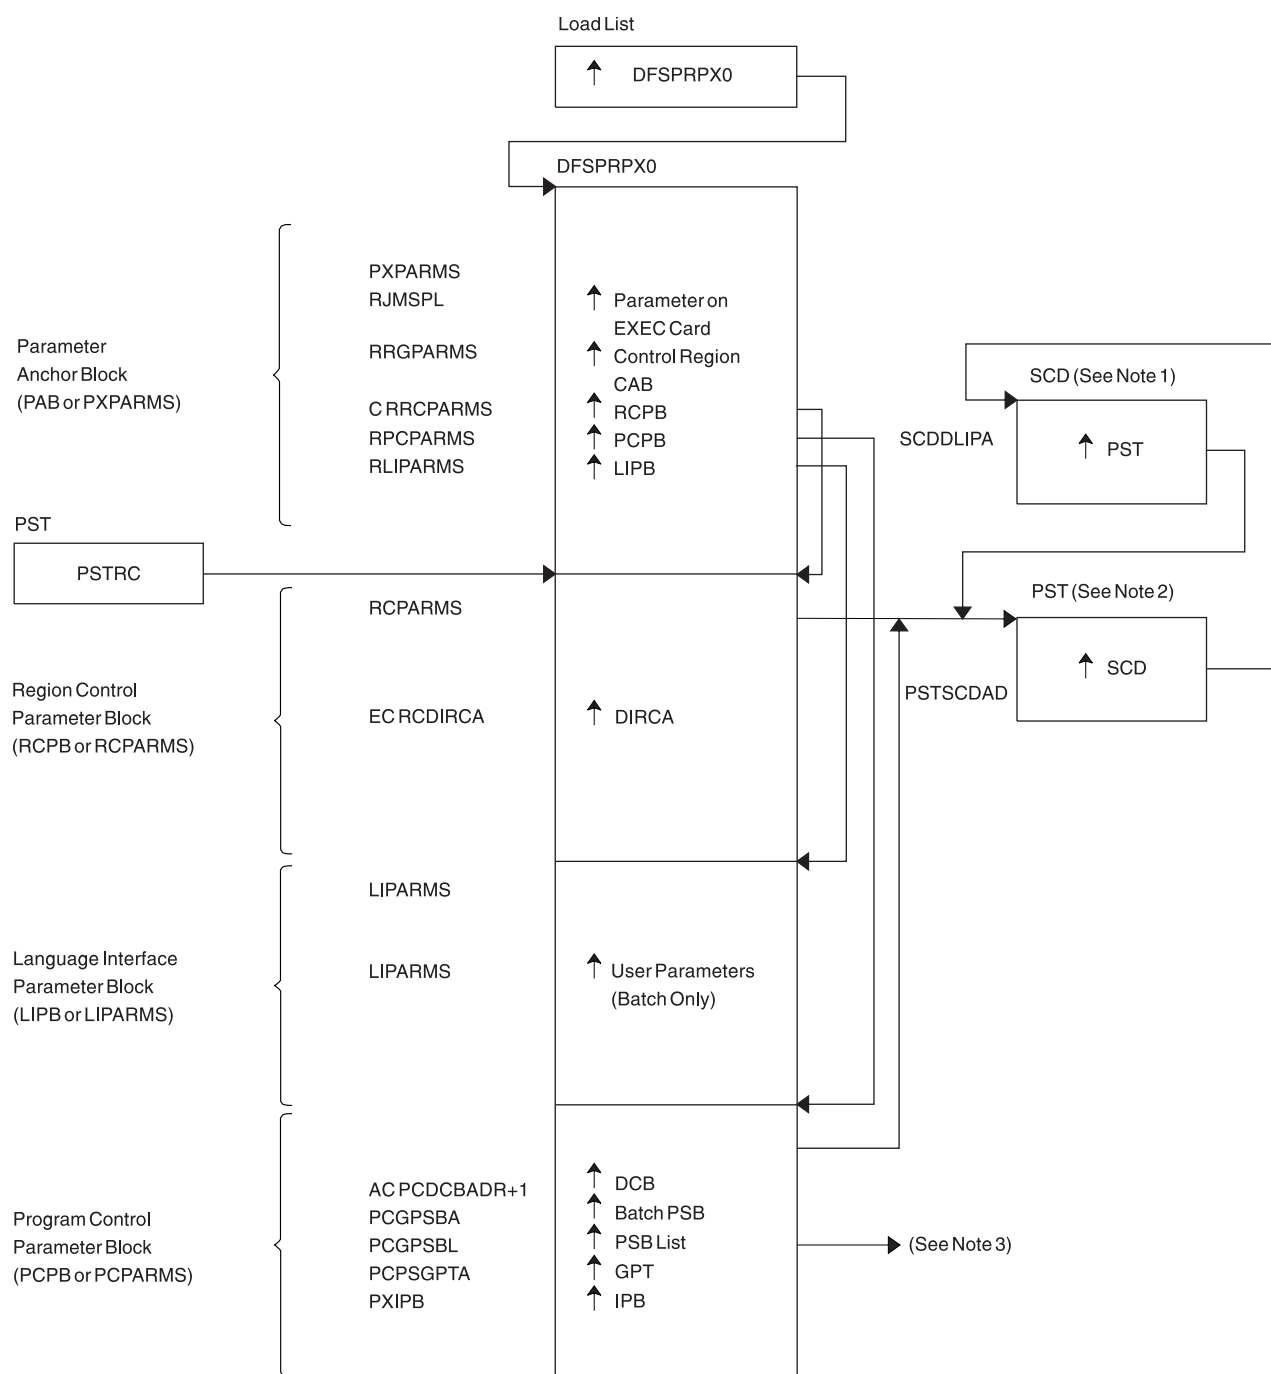 Load List
DFSPRPX0
DFSPRPX0
Parameter
Anchor Block
(PAB or PXPARMS)
PXPARMS
RJMSPL
RRGPARMS
C RRCPARMS
RPCPARMS
RLIPARMS
Parameter on
EXEC Card
Control Region
CAB
RCPB
PCPB
LIPB
SCD (See Note 1)
SCDDLIPA
PST
PST
PSTRC
PST (See Note 2)
PSTSCDAD
SCD
Region Control
Parameter Block
(RCPB or RCPARMS)
RCPARMS
EC RCDIRCA
DIRCA
Language Interface
Parameter Block
(LIPB or LIPARMS)
LIPARMS
LIPARMS
User Parameters
(Batch Only)
Program Control
Parameter Block
(PCPB or PCPARMS)
AC PCDCBADR+1
PCGPSBA
PCGPSBL
PCPSGPTA
PXIPB
DCB
Batch PSB
PSB List
GPT
IPB
(See Note 3)